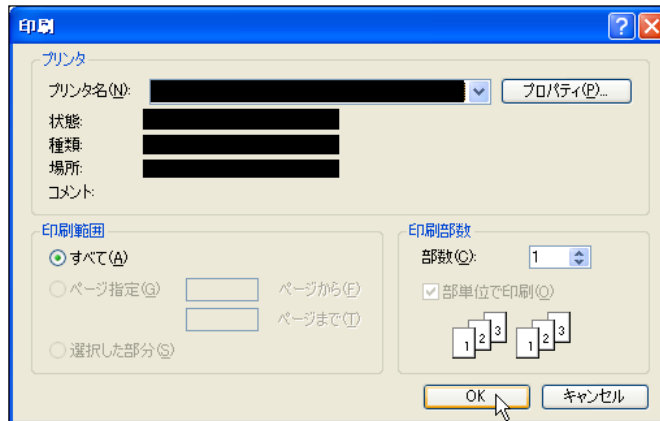 印刷
プリンタ
プリンタ名(N):
プロパティ(P)...
状態:
種類:
場所:
コメント:
印刷範囲
すべて(A)
ページ指定(G)
ページから(F)
ページまで(T)
選択した部分(S)
印刷部数
部数(C):
1
部単位で印刷(O)
1 2 3 1 2 3
OK
キャンセル